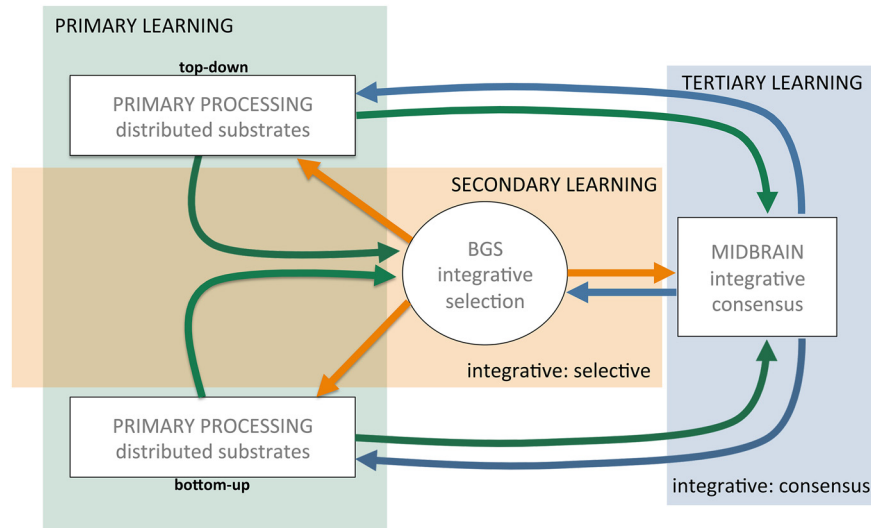 PRIMARY LEARNING
top-down
PRIMARY PROCESSING
distributed substrates
TERTIARY LEARNING
SECONDARY LEARNING
BGS
integrative
selection
MIDBRAIN
integrative
consensus
integrative: selective
PRIMARY PROCESSING
distributed substrates
bottom-up
integrative: consensus